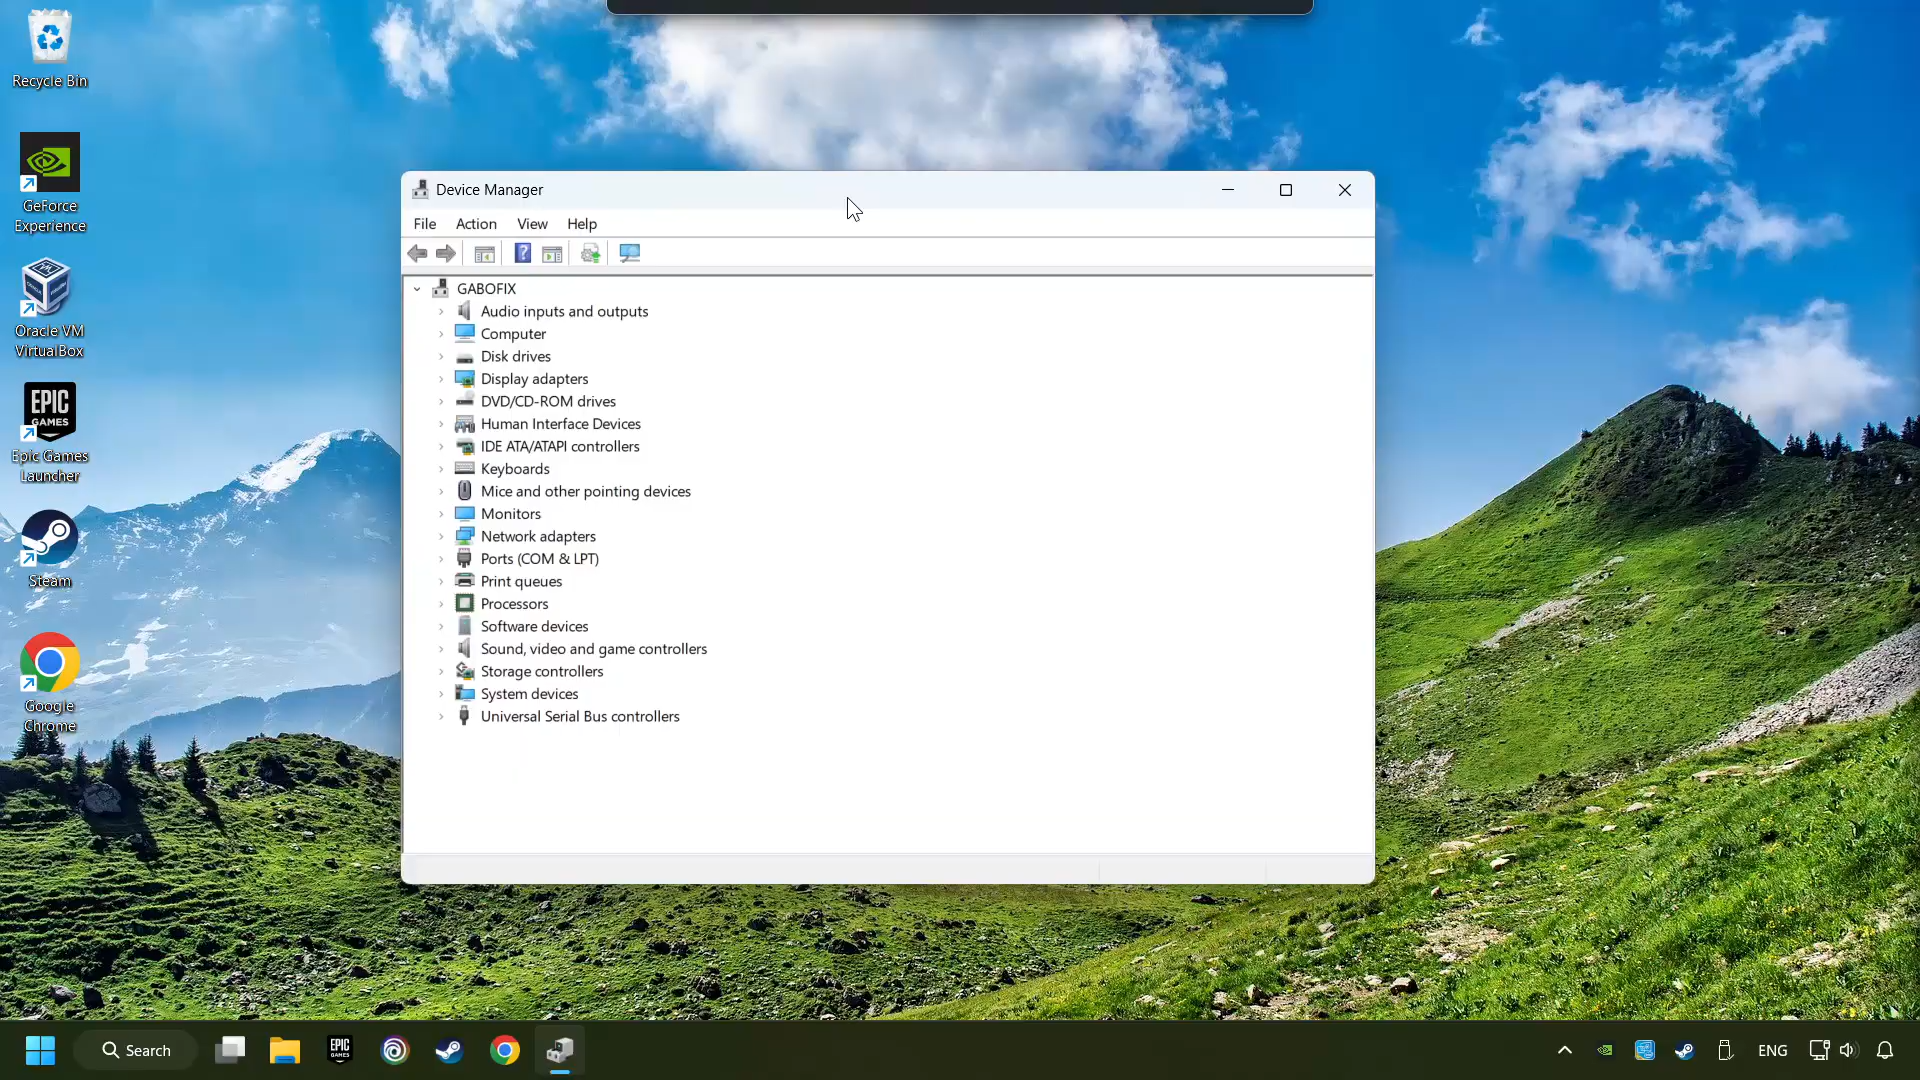 Recycle Bin
GeForce
Experience
Oracle VM
VirtualBox
EPIC
GAMES
Epic Games
Launcher
Steam
Google
Chrome
Device Manager
File Action View Help
GABOFIX
Audio inputs and outputs
Computer
Disk drives
Display adapters
DVD/CD-ROM drives
Human Interface Devices
IDE ATA/ATAPI controllers
Keyboards
Mice and other pointing devices
Monitors
Network adapters
Ports (COM & LPT)
Print queues
Processors
Software devices
Sound, video and game controllers
Storage controllers
System devices
Universal Serial Bus controllers
Search
EPIC
GAMES
ENG